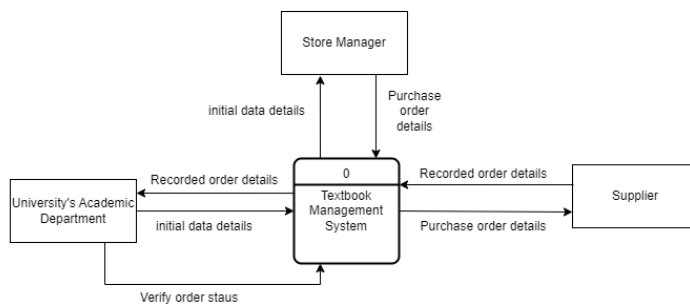 Store Manager
initial data details
Purchase
order
details
0
Recorded order details
Recorded order details
University's Academic
Department
Textbook
Management
System
Supplier
initial data details
Purchase order details
Verify order staus